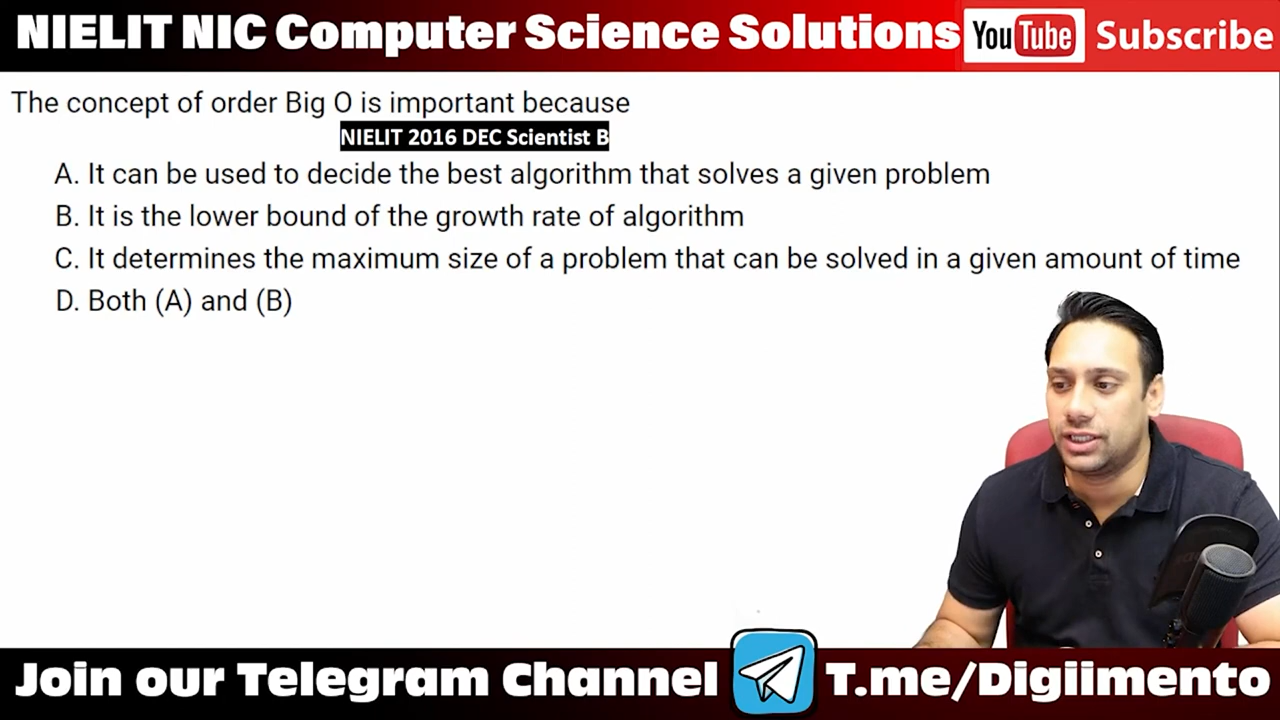 NIELIT NIC Computer Science Solutions YouTube Subscribe
The concept of order Big O is important because
NIELIT 2016 DEC Scientist B
A. It can be used to decide the best algorithm that solves a given problem
B. It is the lower bound of the growth rate of algorithm
C. It determines the maximum size of a problem that can be solved in a given amount of time
D. Both (A) and (B)
Join our Telegram Channel T.me/Digiimento